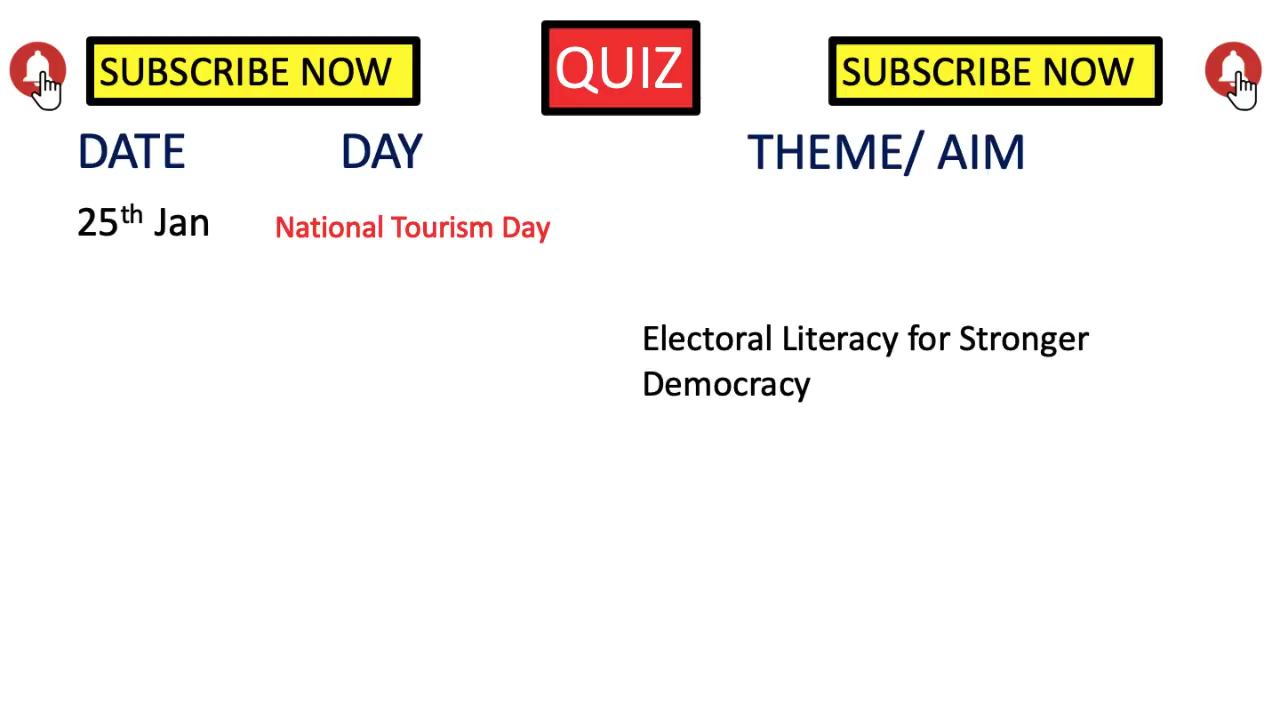 SUBSCRIBE NOW QUIZ SUBSCRIBE NOW
DATE DAY THEME/ AIM
25th Jan National Tourism Day
Electoral Literacy for Stronger
Democracy